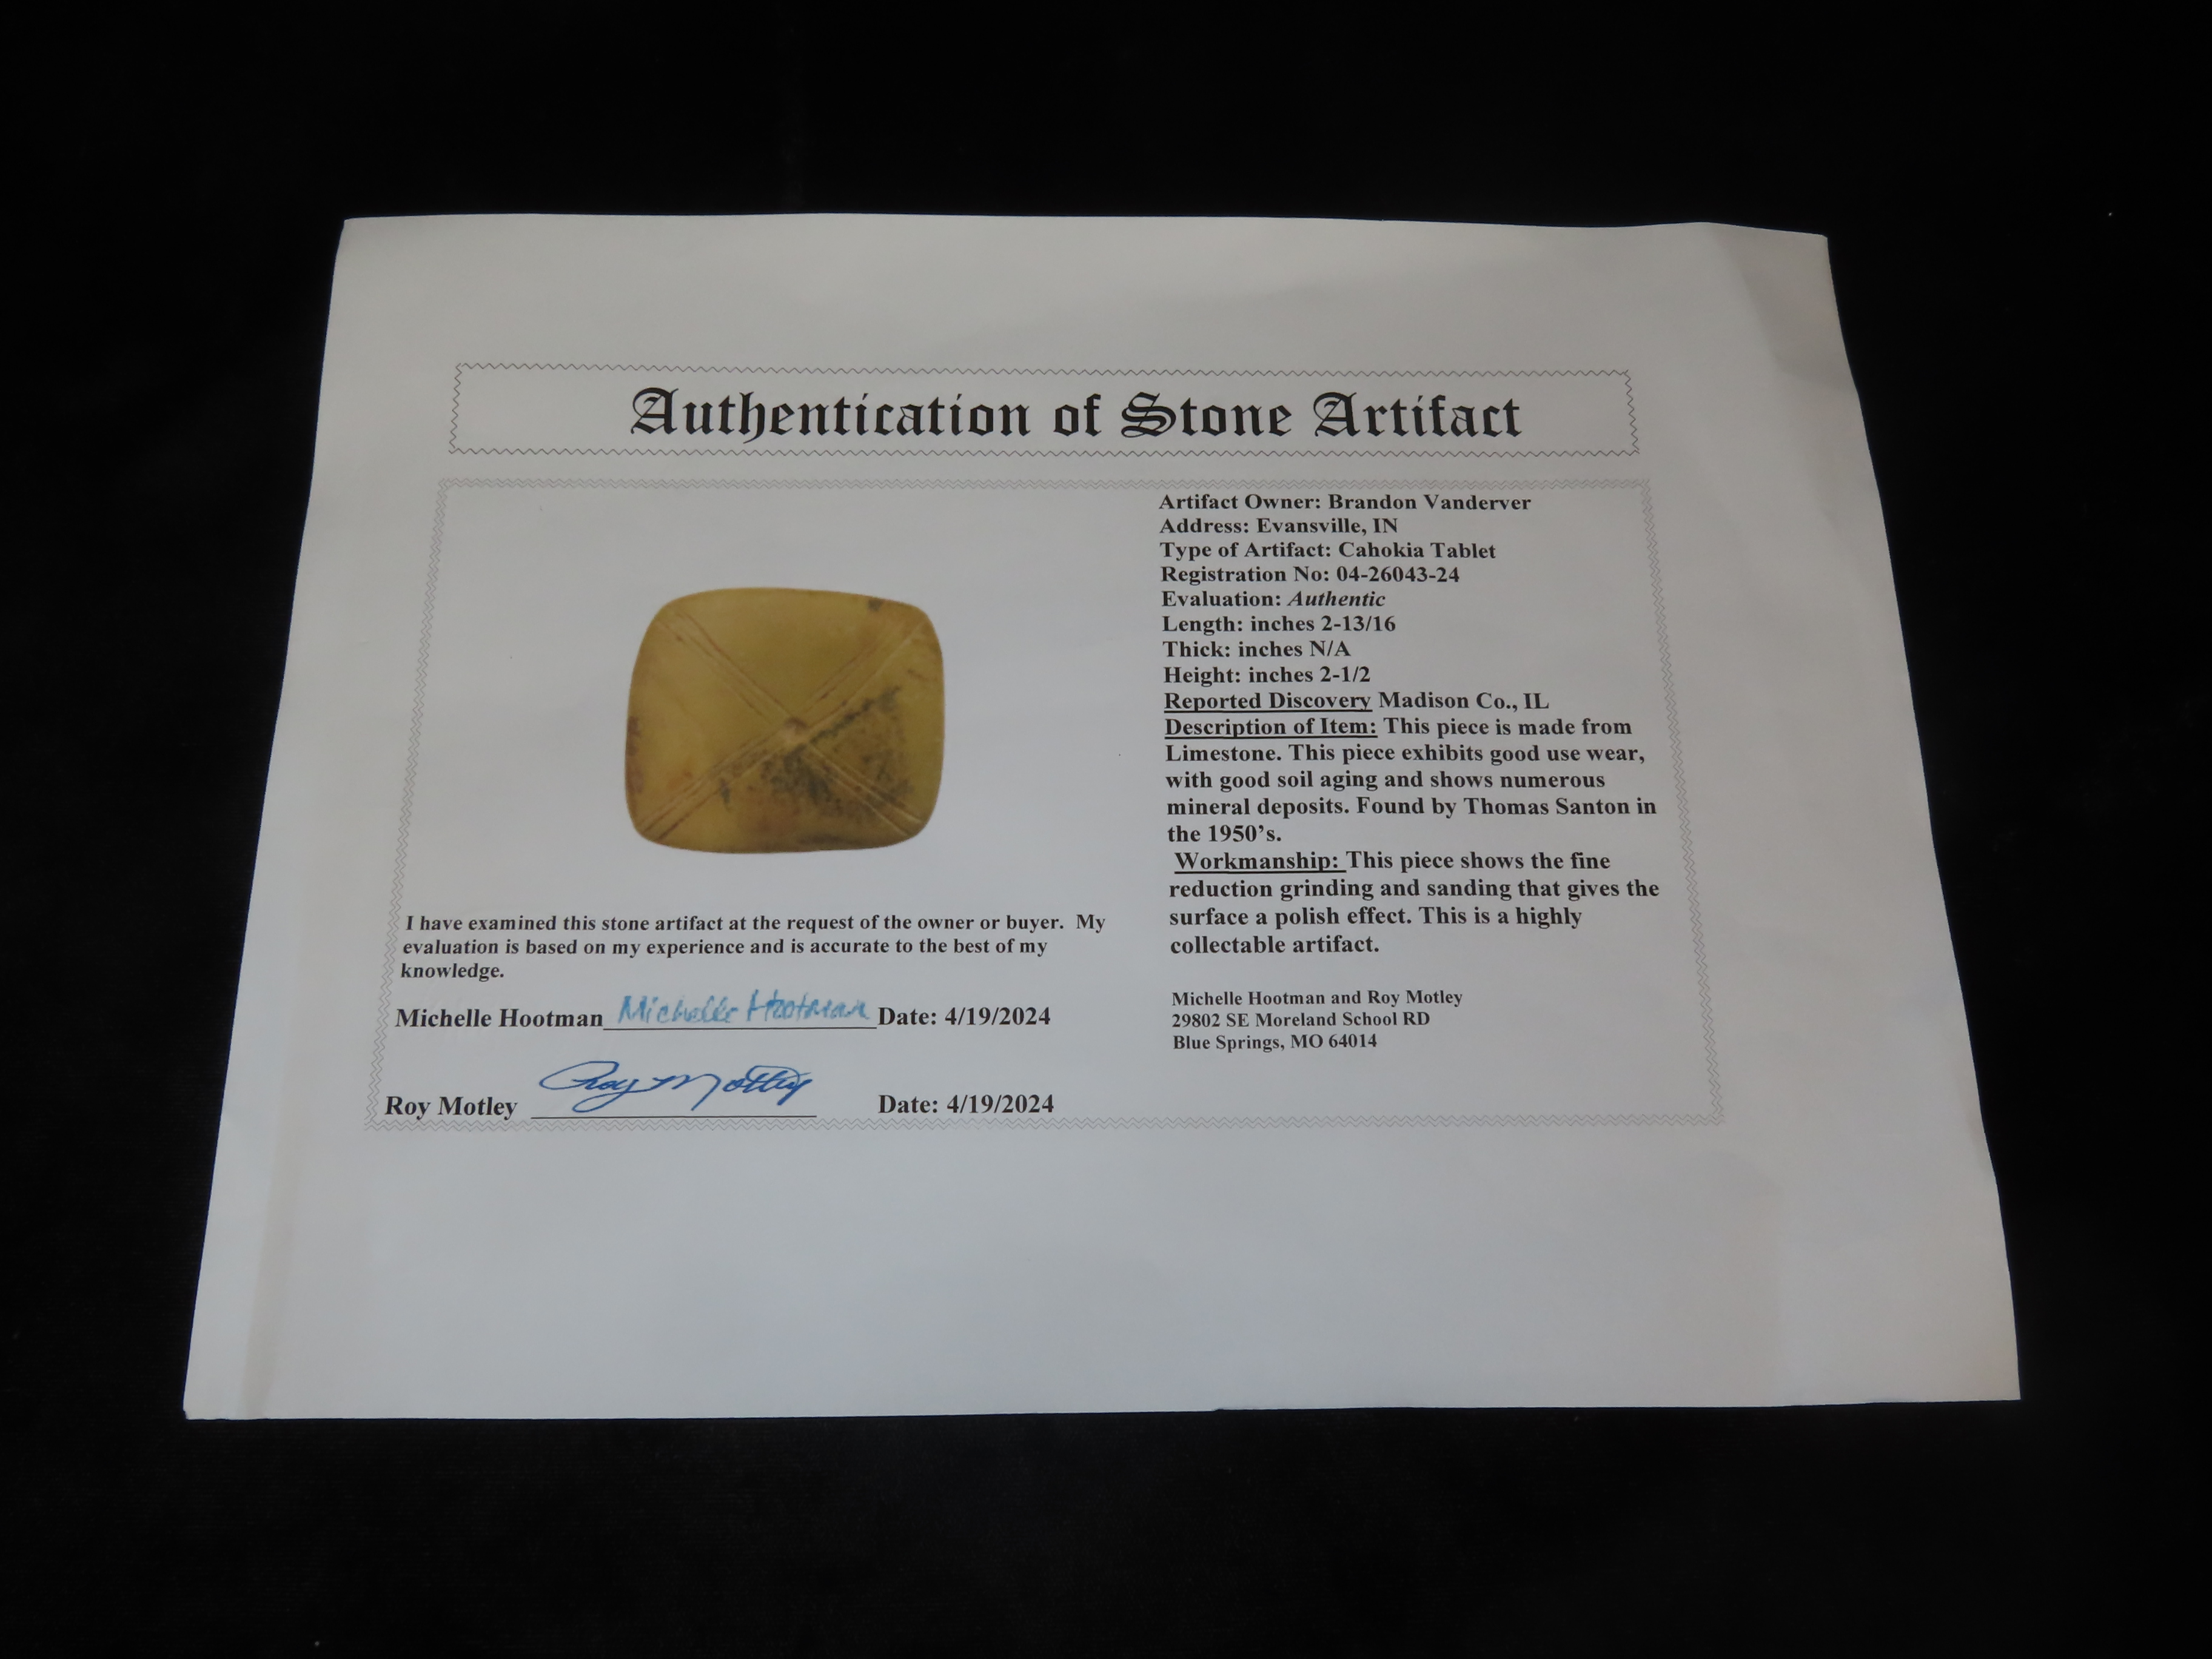 Authentication of Stone Artifact
Artifact Owner: Brandon Vanderver
Address: Evansville, IN
Type of Artifact: Cahokia Tablet
Registration No: 04-26043-24
Evaluation: Authentic
Length: inches 2-13/16
Thick: inches N/A
Height: inches 2-1/2
Reported Discovery Madison Co., IL
Description of Item: This piece is made from
Limestone. This piece exhibits good use wear,
with good soil aging and shows numerous
mineral deposits. Found by Thomas Santon in
the 1950's.
Workmanship: This piece shows the fine
reduction grinding and sanding that gives the
surface a polish effect. This is a highly
collectable artifact.
I have examined this stone artifact at the request of the owner or buyer. My
evaluation is based on my experience and is accurate to the best of my
knowledge.
Michelle Hootman Michelle Hootman Date: 4/19/2024
Roy Motley Roy Motley Date: 4/19/2024
Michelle Hootman and Roy Motley
29802 SE Moreland School RD
Blue Springs, MO 64014